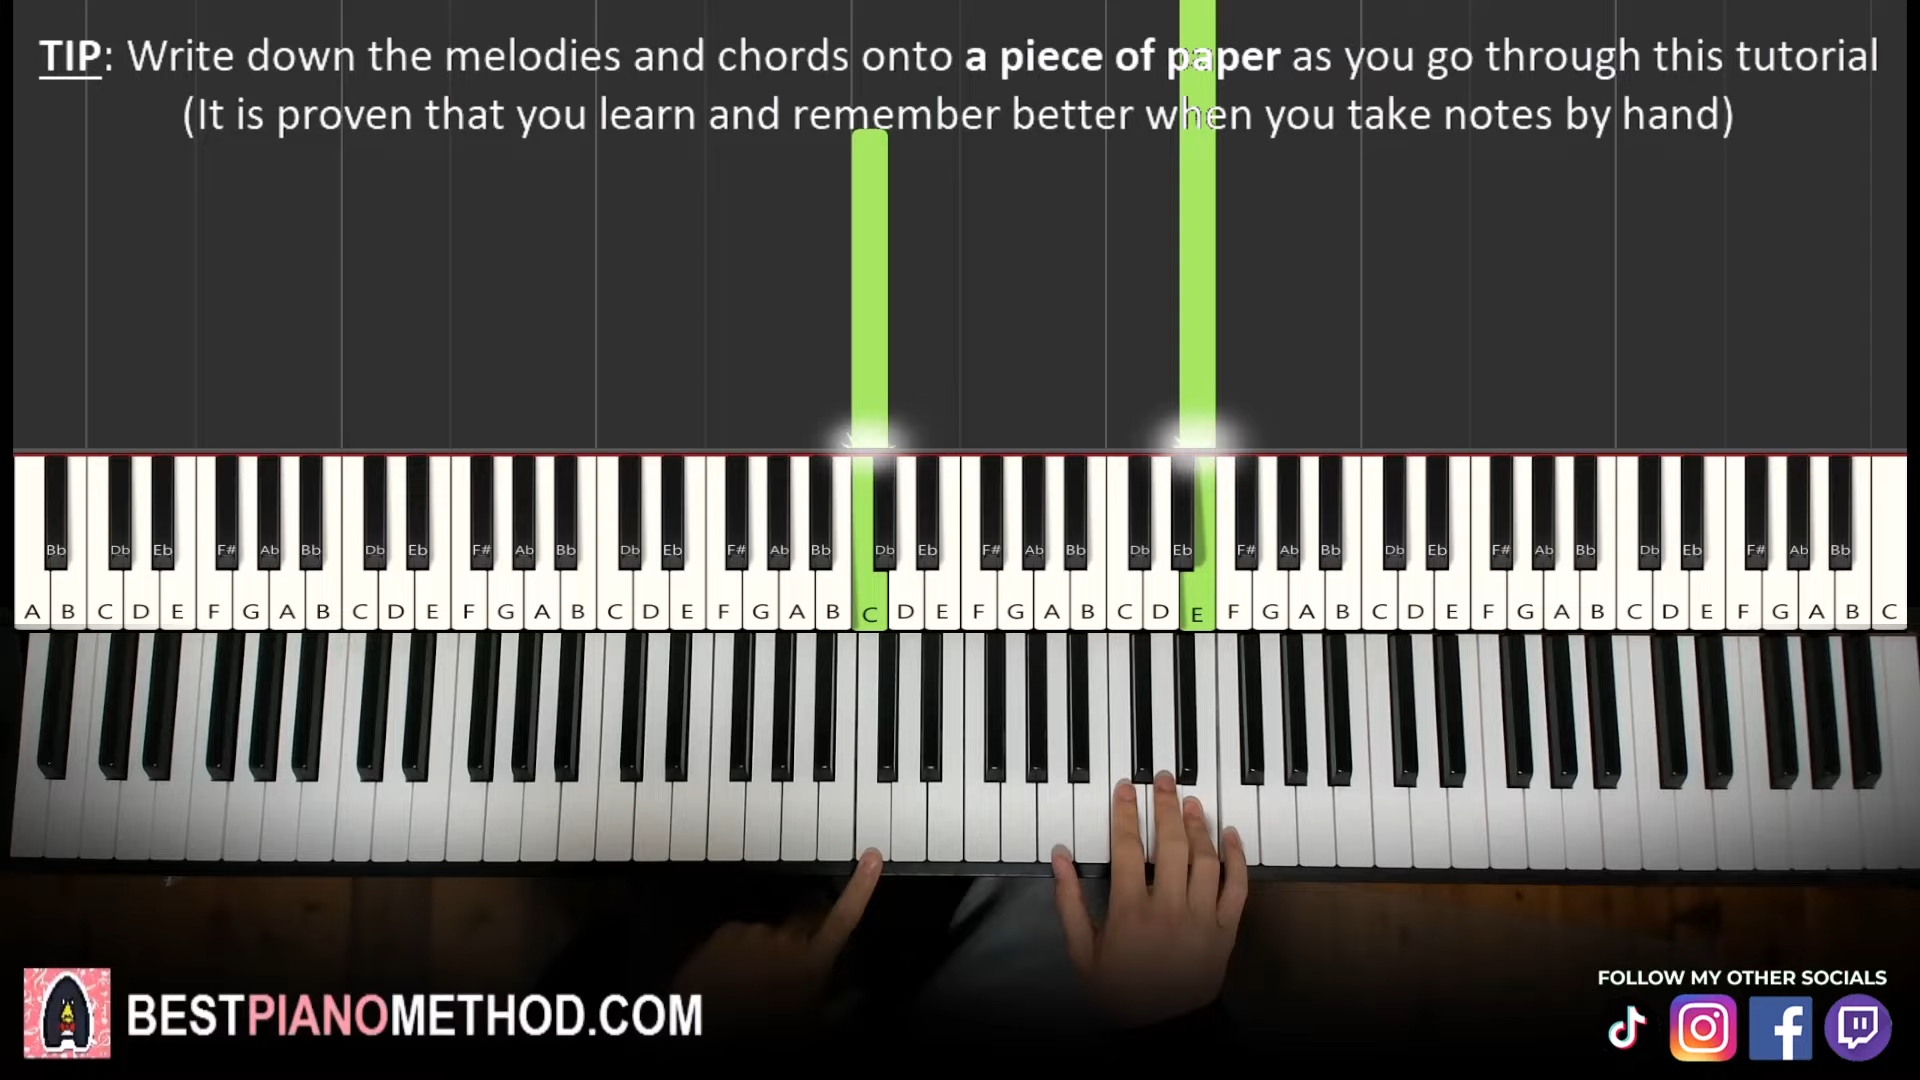 TIP: Write down the melodies and chords onto a piece of paper as you go through this tutorial
(It is proven that you learn and remember better when you take notes by hand)
Bb Db Eb F# Ab Bb Db Eb F# Ab Bb Db Eb F# Ab Bb Db Eb F# Ab Bb Db Eb F# Ab Bb Db Eb F# Ab Bb Db Eb F# Ab Bb
A B C D E F G A B C D E F G A B C D E F G A B C D E F G A B C D E F G A B C D E F G A B C D E F G A B C
BESTPIANOMETHOD.COM
FOLLOW MY OTHER SOCIALS